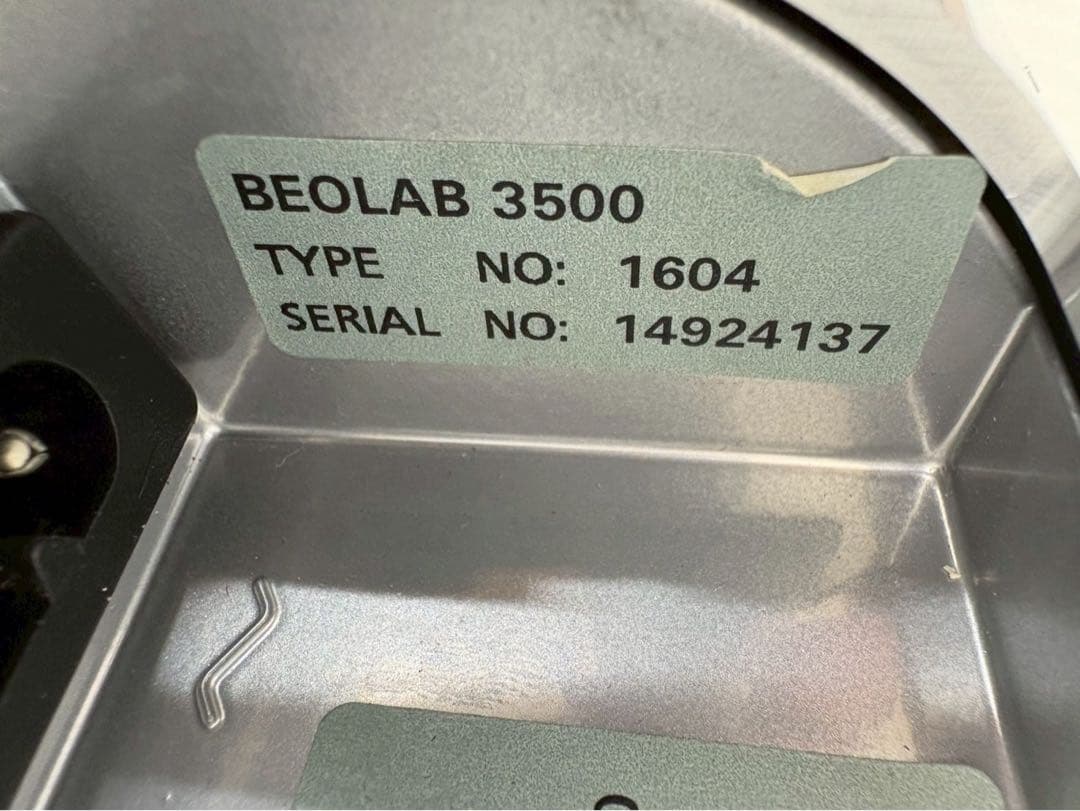 BEOLAB 3500
TYPE NO: 1604
SERIAL NO: 14924137